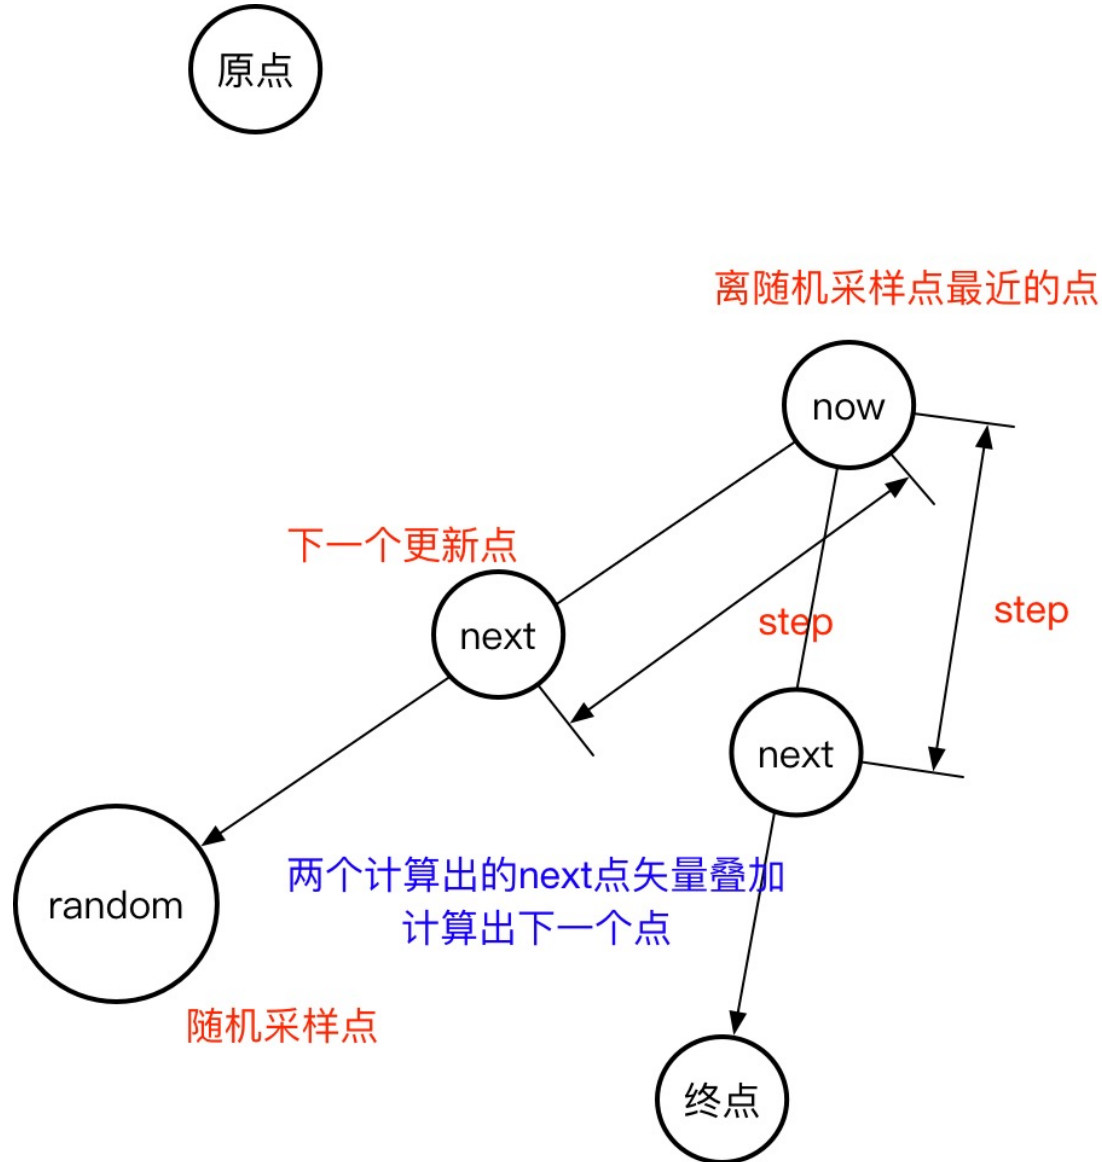 原点
离随机采样点最近的点
now
下一个更新点
next
step
step
next
两个计算出的next点矢量叠加
计算出下一个点
random
随机采样点
终点